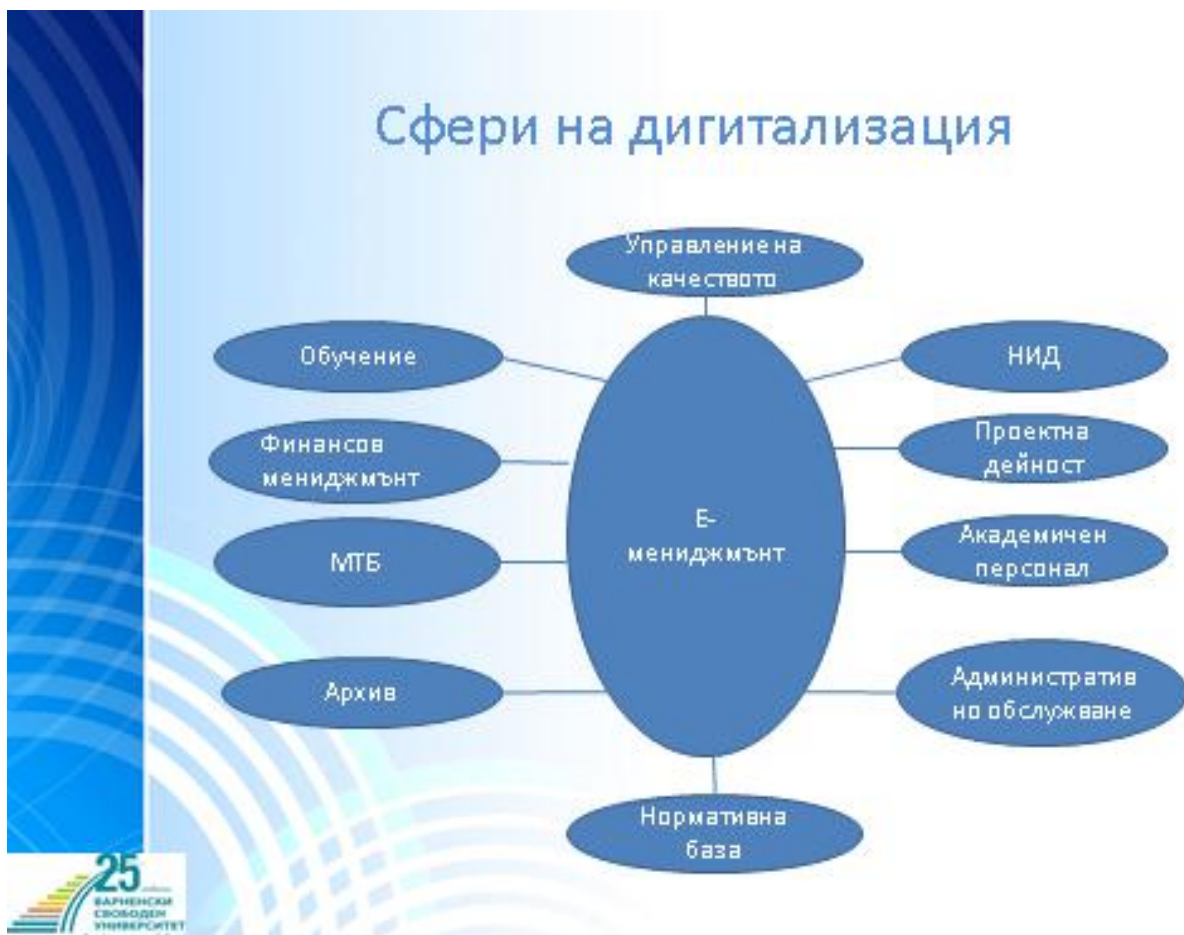 Сфери на дигитализация
Управление на
качеството
Обучение
НИД
Финансов
мениджмънт
Проектна
дейност
Е-
мениджмънт
МТБ
Академичен
персонал
Архив
Административ
но обслужване
Нормативна
база
25
ВАРНЕНСКИ
СВОБОДЕН
УНИВЕРСИТЕТ